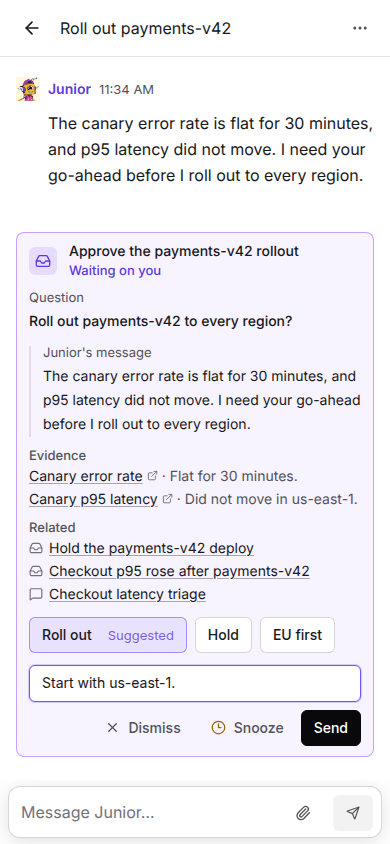 Roll out payments-v42
Junior 11:34 AM
The canary error rate is flat for 30 minutes,
and p95 latency did not move. I need your
go-ahead before I roll out to every region.
Approve the payments-v42 rollout
Waiting on you
Question
Roll out payments-v42 to every region?
Junior's message
The canary error rate is flat for 30 minutes, and
p95 latency did not move. I need your go-ahead
before I roll out to every region.
Evidence
Canary error rate · Flat for 30 minutes.
Canary p95 latency · Did not move in us-east-1.
Related
Hold the payments-v42 deploy
Checkout p95 rose after payments-v42
Checkout latency triage
Roll out Suggested Hold EU first
Start with us-east-1.
Dismiss Snooze Send
Message Junior...